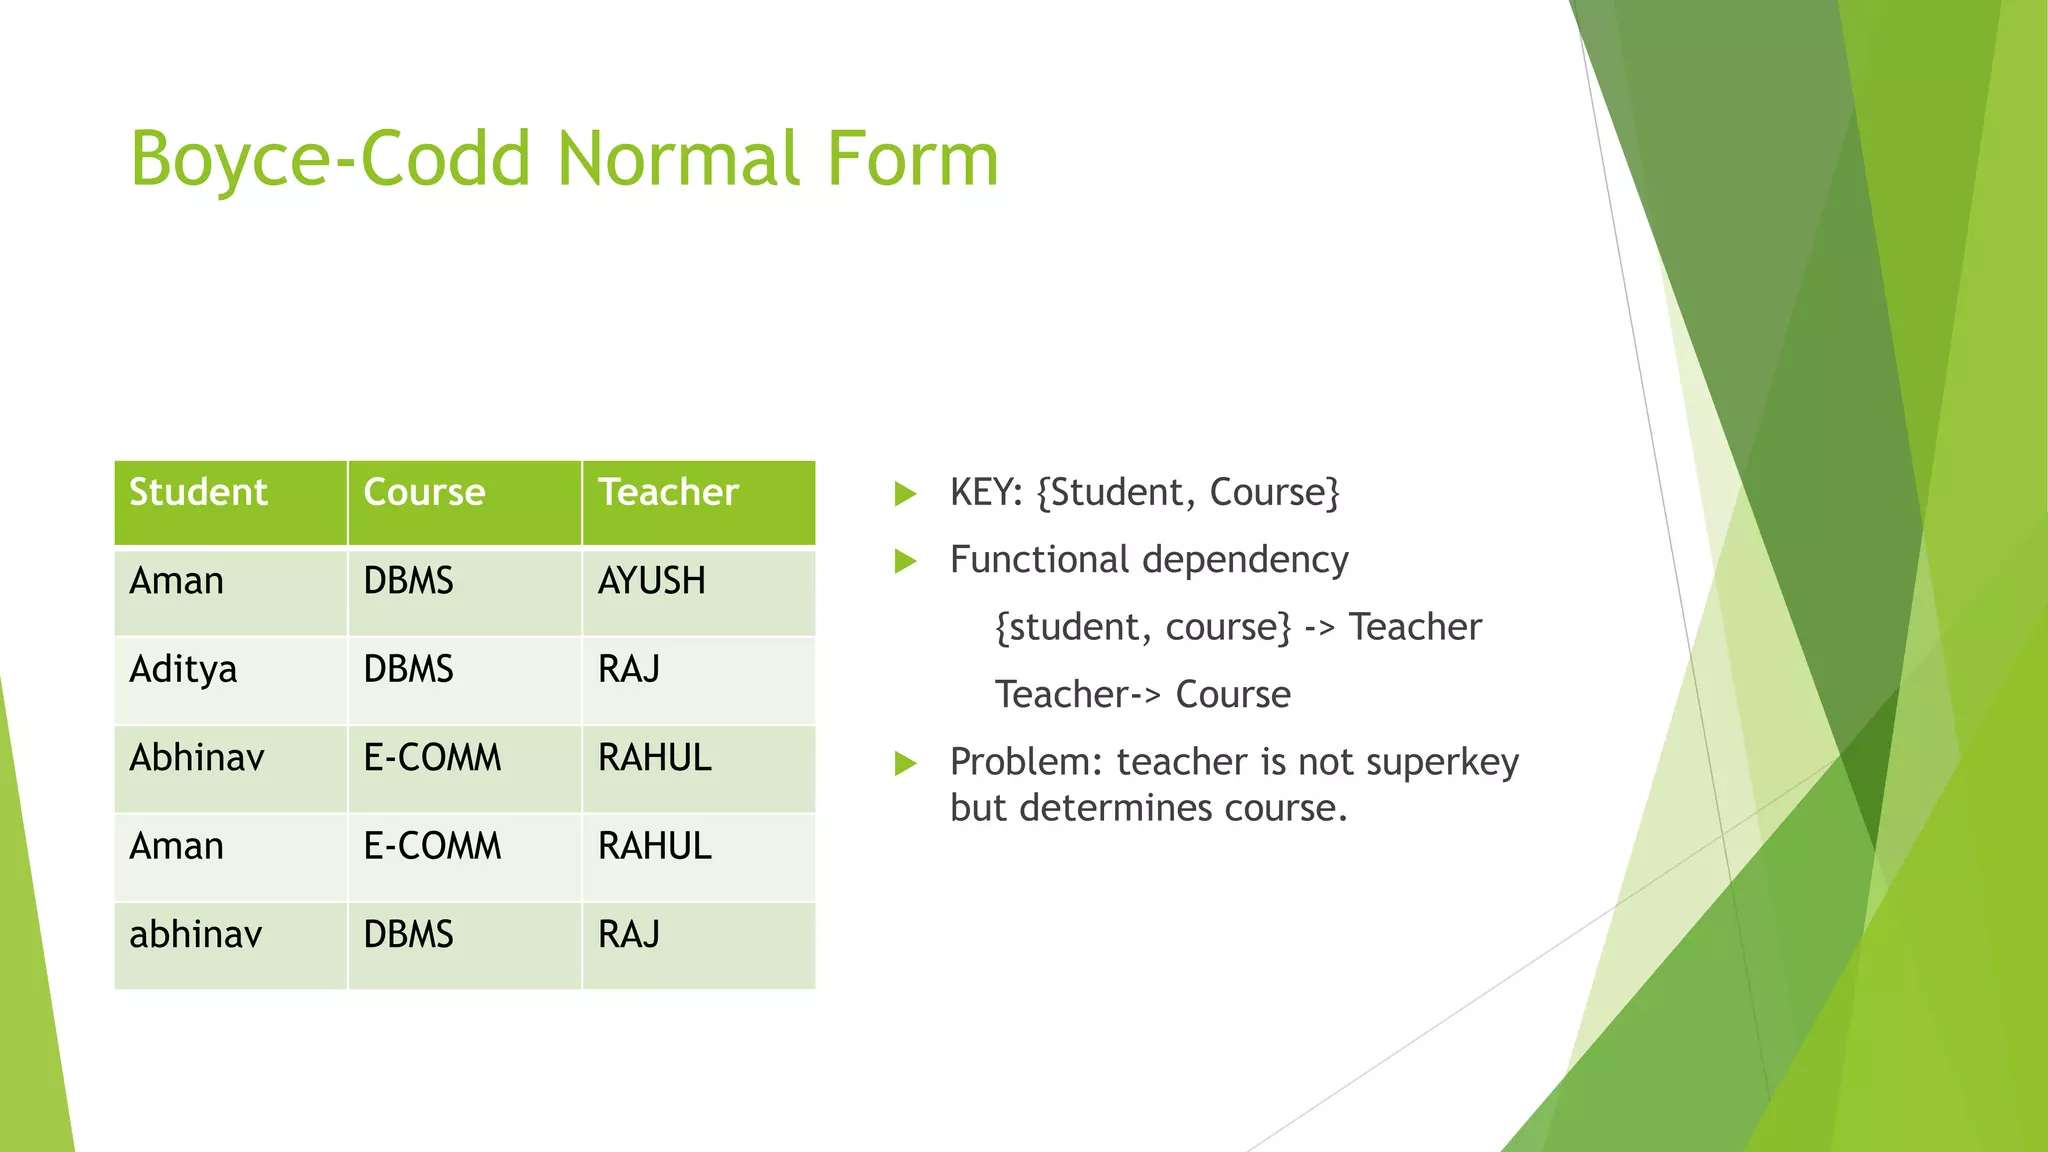 Boyce-Codd Normal Form
Student Course Teacher
Aman DBMS AYUSH
Aditya DBMS RAJ
Abhinav E-COMM RAHUL
Aman E-COMM RAHUL
abhinav DBMS RAJ
KEY: {Student, Course}
Functional dependency
{student, course} -> Teacher
Teacher-> Course
Problem: teacher is not superkey
but determines course.